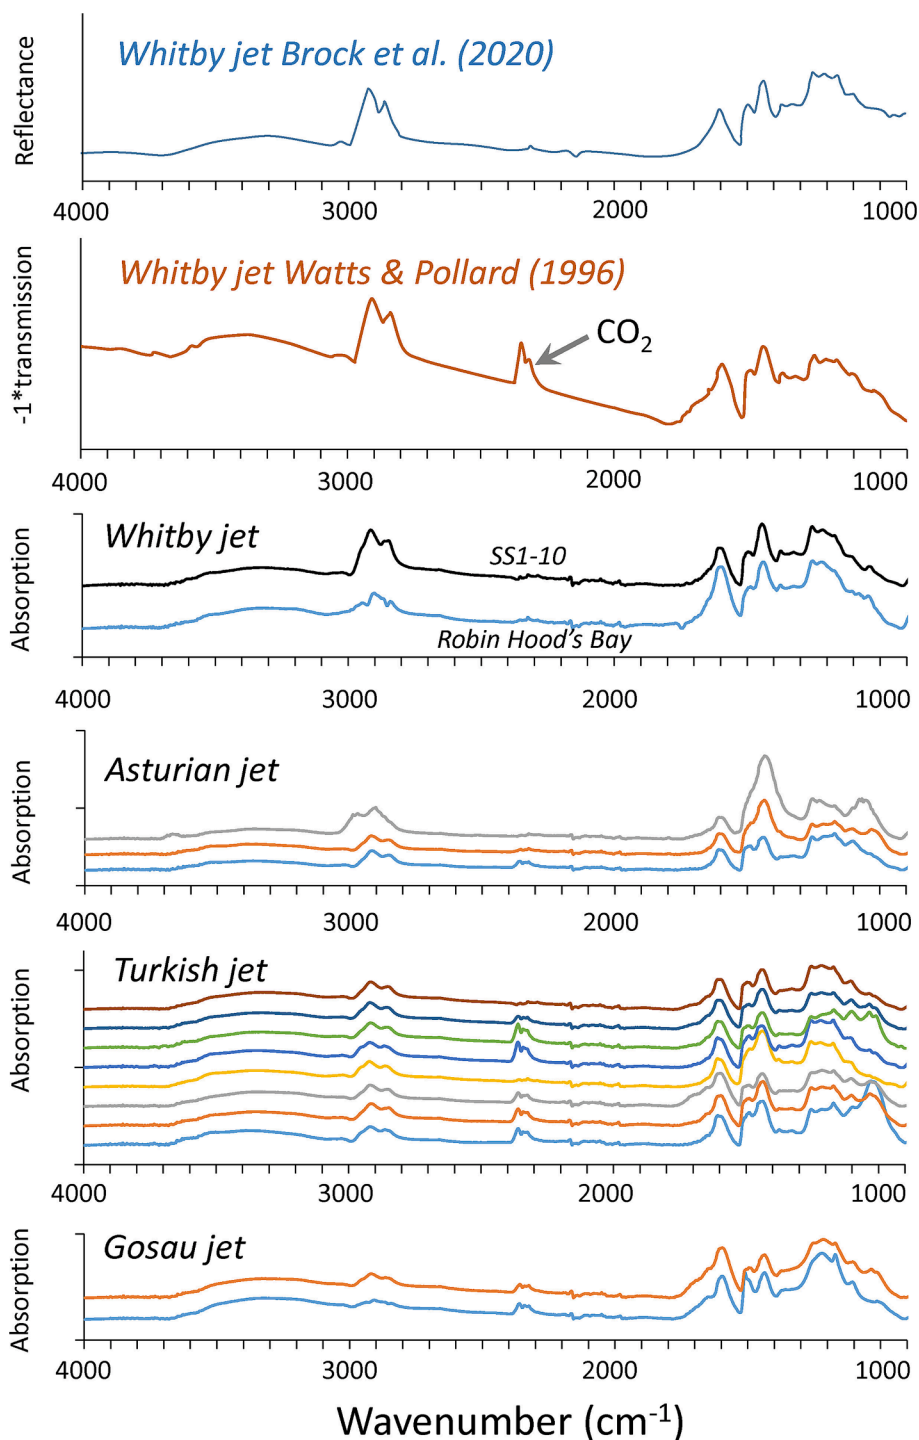 Reflectance
Whitby jet Brock et al. (2020)
4000 3000 2000 1000
-1*transmission
Whitby jet Watts & Pollard (1996)
CO2
4000 3000 2000 1000
Absorption
Whitby jet
SS1-10
Robin Hood's Bay
4000 3000 2000 1000
Absorption
Asturian jet
4000 3000 2000 1000
Absorption
Turkish jet
4000 3000 2000 1000
Absorption
Gosau jet
4000 3000 2000 1000
Wavenumber (cm-1)